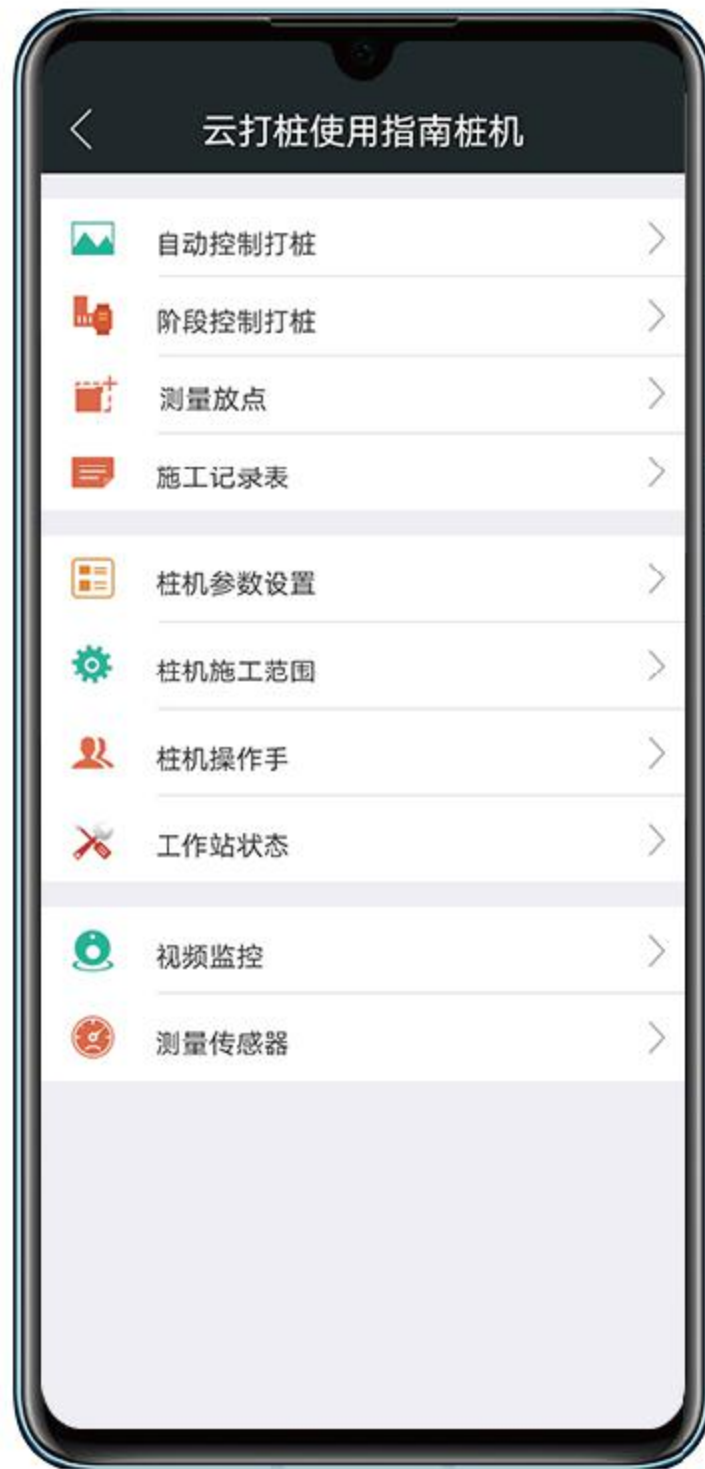 云打桩使用指南桩机
自动控制打桩
阶段控制打桩
测量放点
施工记录表
桩机参数设置
桩机施工范围
桩机操作手
工作站状态
视频监控
测量传感器